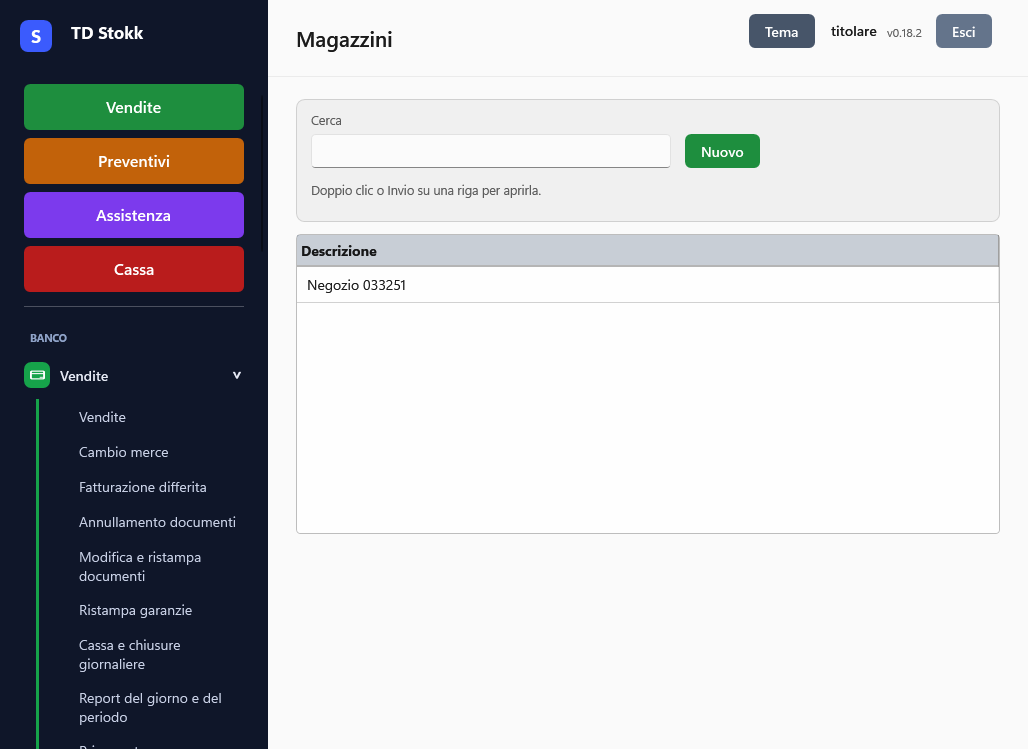 S
TD Stokk
Vendite
Preventivi
Assistenza
Cassa
BANCO
Vendite
Vendite
Cambio merce
Fatturazione differita
Annullamento documenti
Modifica e ristampa
documenti
Ristampa garanzie
Cassa e chiusure
giornaliere
Report del giorno e del
periodo
Magazzini
Tema
titolare
v0.18.2
Esci
Cerca
Nuovo
Doppio clic o Invio su una riga per aprirla.
Descrizione
Negozio 033251